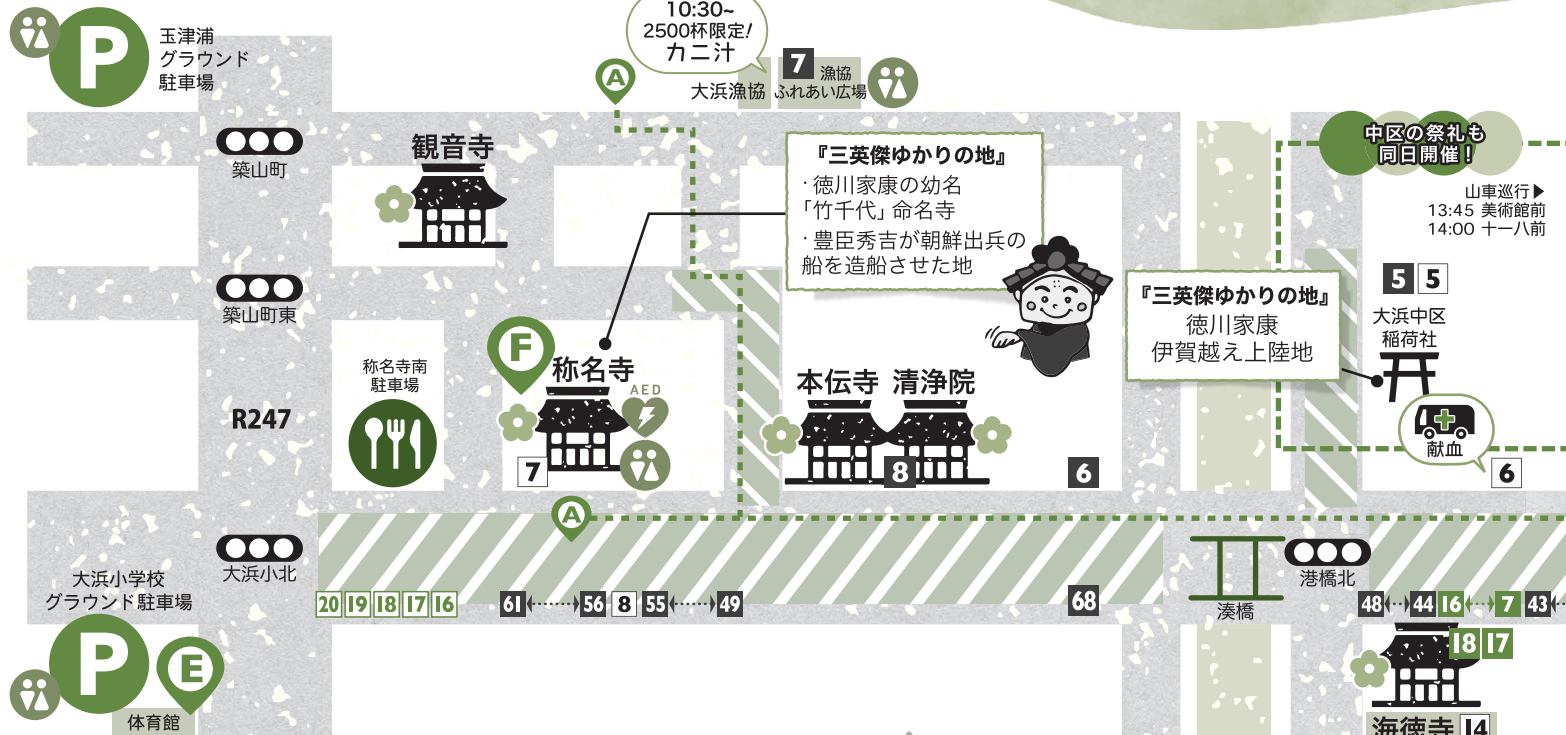 10:30~
2500杯限定!
カニ汁
P
玉津浦
グラウンド
駐車場
A
大浜漁協
7
漁協
ふれあい広場
築山町
観音寺
『三英傑ゆかりの地』
・徳川家康の幼名
「竹千代」命名寺
・豊臣秀吉が朝鮮出兵の
船を造船させた地
中区の祭礼も
同日開催！
山車巡行▶
13:45 美術館前
14:00 十一八前
築山町東
『三英傑ゆかりの地』
徳川家康
伊賀越え上陸地
5 5
大浜中区
稲荷社
献血
6
R247
称名寺南
駐車場
F
称名寺
AED
7
本伝寺 清浄院
8
6
A
大浜小北
大浜小学校
グラウンド駐車場
P
E
体育館
20 19 18 17 16
61 56 8 55 49
68
湊橋
港橋北
48 44 16 7 43
18 17
海徳寺 14